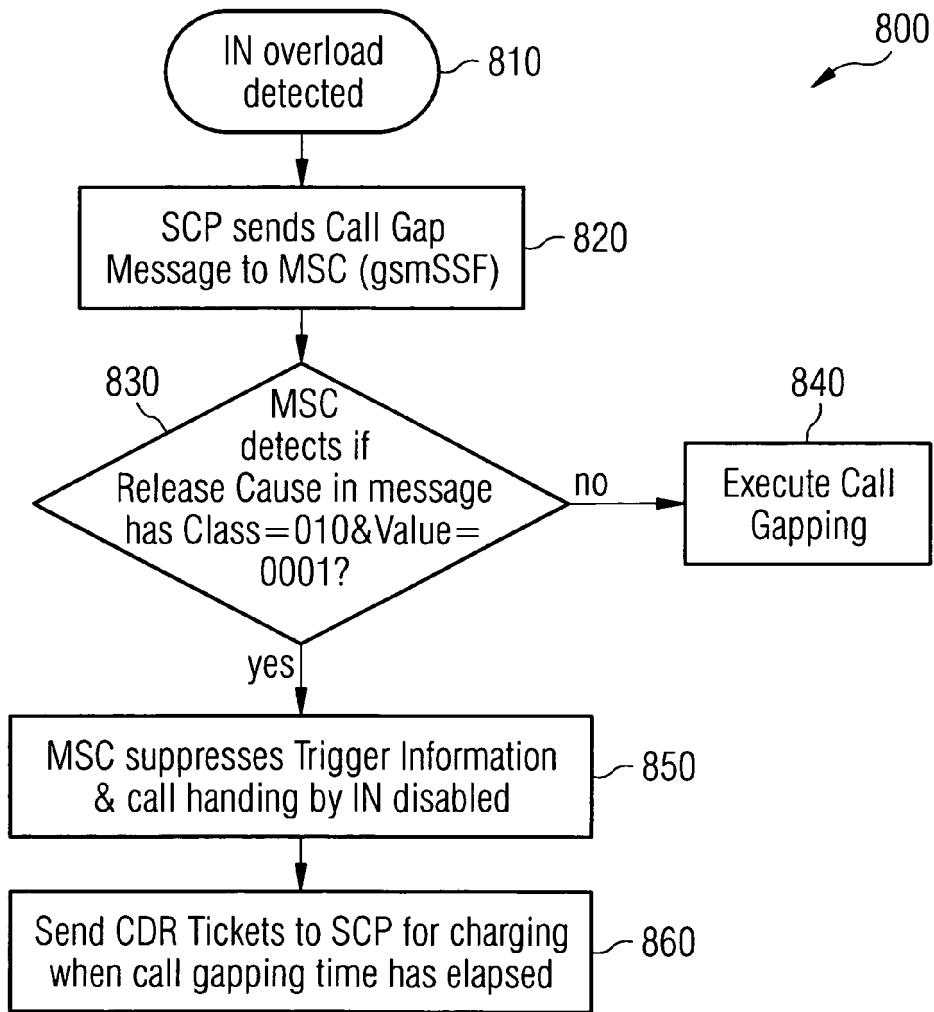 800
IN overload
detected
810
SCP sends Call Gap
Message to MSC (gsmSSF)
820
830
MSC
detects if
Release Cause in message
has Class=010&Value=
0001?
no
840
Execute Call
Gapping
yes
MSC suppresses Trigger Information
& call handing by IN disabled
850
Send CDR Tickets to SCP for charging
when call gapping time has elapsed
860